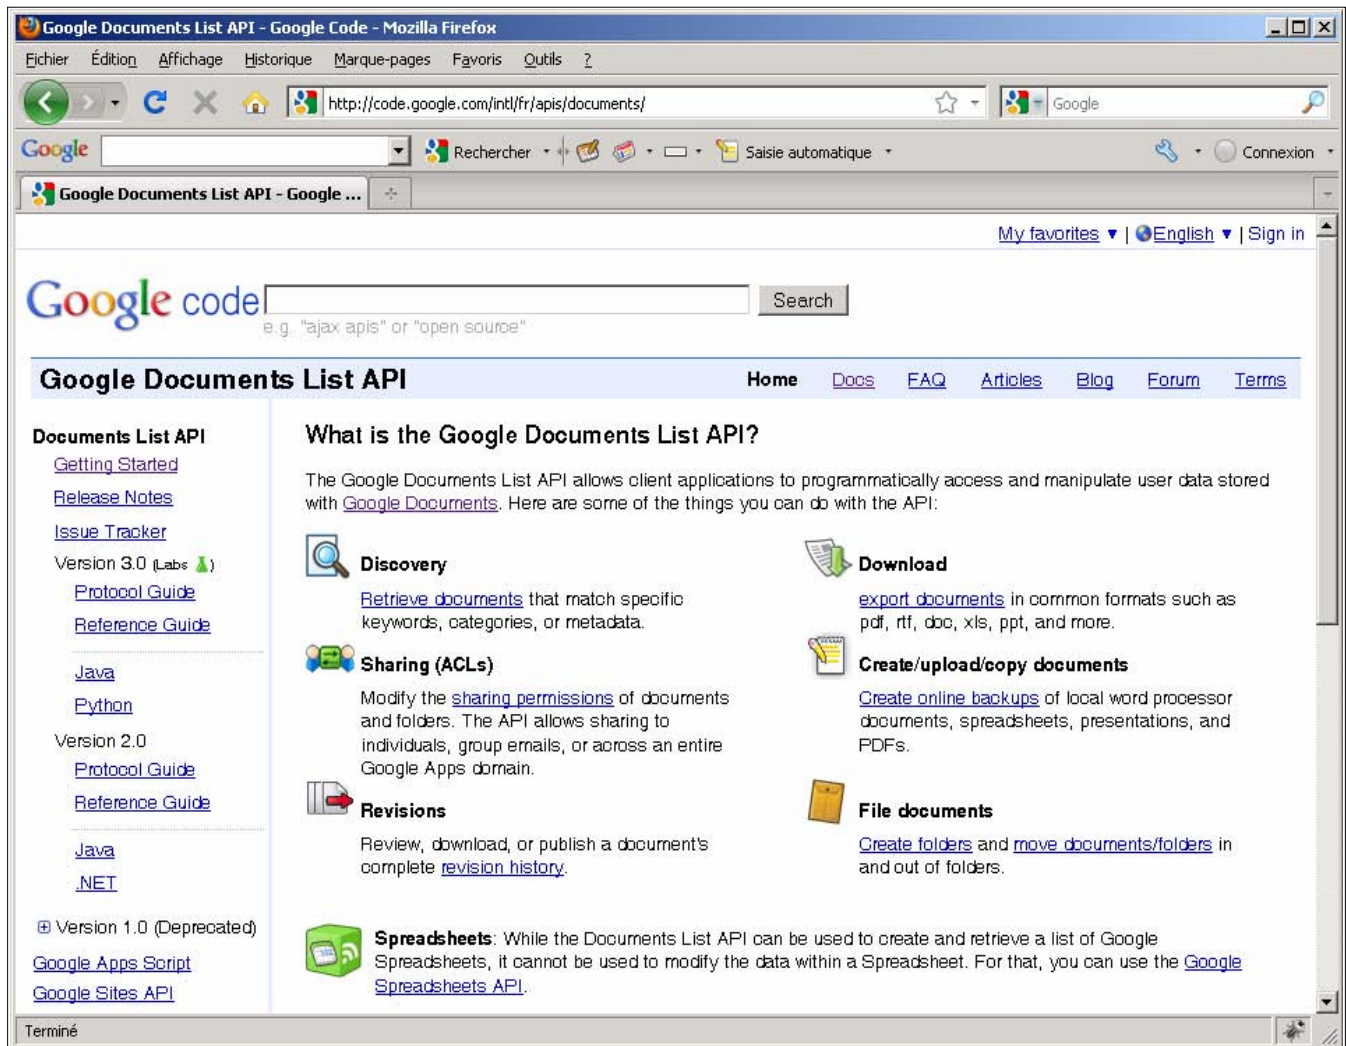 Google Documents List API - Google Code - Mozilla Firefox
Fichier Édition Affichage Historique Marque-pages Favoris Outils ?
http://code.google.com/intl/fr/apis/documents/ Google
Google Rechercher Saisie automatique Connexion
Google Documents List API - Google ...
My favorites ▼ | English ▼ | Sign in
Google code Search
e.g. "ajax apis" or "open source"
Google Documents List API Home Docs FAQ Articles Blog Forum Terms
Documents List API
Getting Started
Release Notes
Issue Tracker
Version 3.0 (Labs )
Protocol Guide
Reference Guide
Java
Python
Version 2.0
Protocol Guide
Reference Guide
Java
.NET
Version 1.0 (Deprecated)
Google Apps Script
Google Sites API
What is the Google Documents List API?
The Google Documents List API allows client applications to programmatically access and manipulate user data stored
with Google Documents. Here are some of the things you can do with the API:
Discovery
Retrieve documents that match specific
keywords, categories, or metadata.
Download
export documents in common formats such as
pdf, rtf, doc, xls, ppt, and more.
Sharing (ACLs)
Modify the sharing permissions of documents
and folders. The API allows sharing to
individuals, group emails, or across an entire
Google Apps domain.
Create/upload/copy documents
Create online backups of local word processor
documents, spreadsheets, presentations, and
PDFs.
Revisions
Review, download, or publish a document's
complete revision history.
File documents
Create folders and move documents/folders in
and out of folders.
Spreadsheets: While the Documents List API can be used to create and retrieve a list of Google
Spreadsheets, it cannot be used to modify the data within a Spreadsheet. For that, you can use the Google
Spreadsheets API.
Terminé